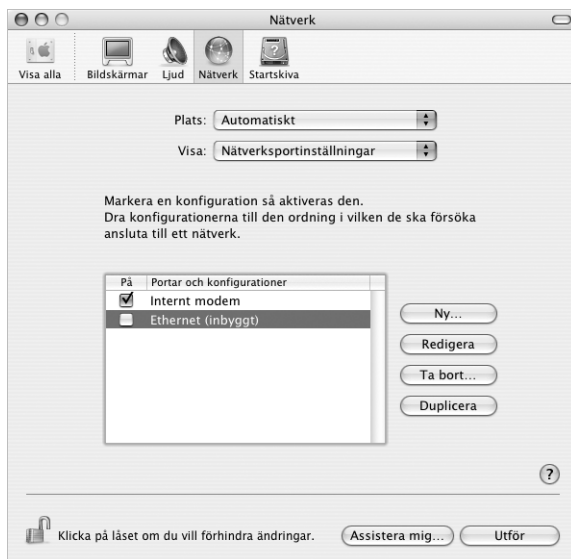 Nätverk
Visa alla
Bildskärmar
Ljud
Nätverk
Startskiva
Plats: Automatiskt
Visa: Nätverksportinställningar
Markera en konfiguration så aktiveras den.
Dra konfigurationerna till den ordning i vilken de ska försöka
ansluta till ett nätverk.
På Portar och konfigurationer
Internt modem
Ethernet (inbyggt)
Ny...
Redigera
Ta bort...
Duplicera
?
Klicka på låset om du vill förhindra ändringar.
Assistera mig...
Utför